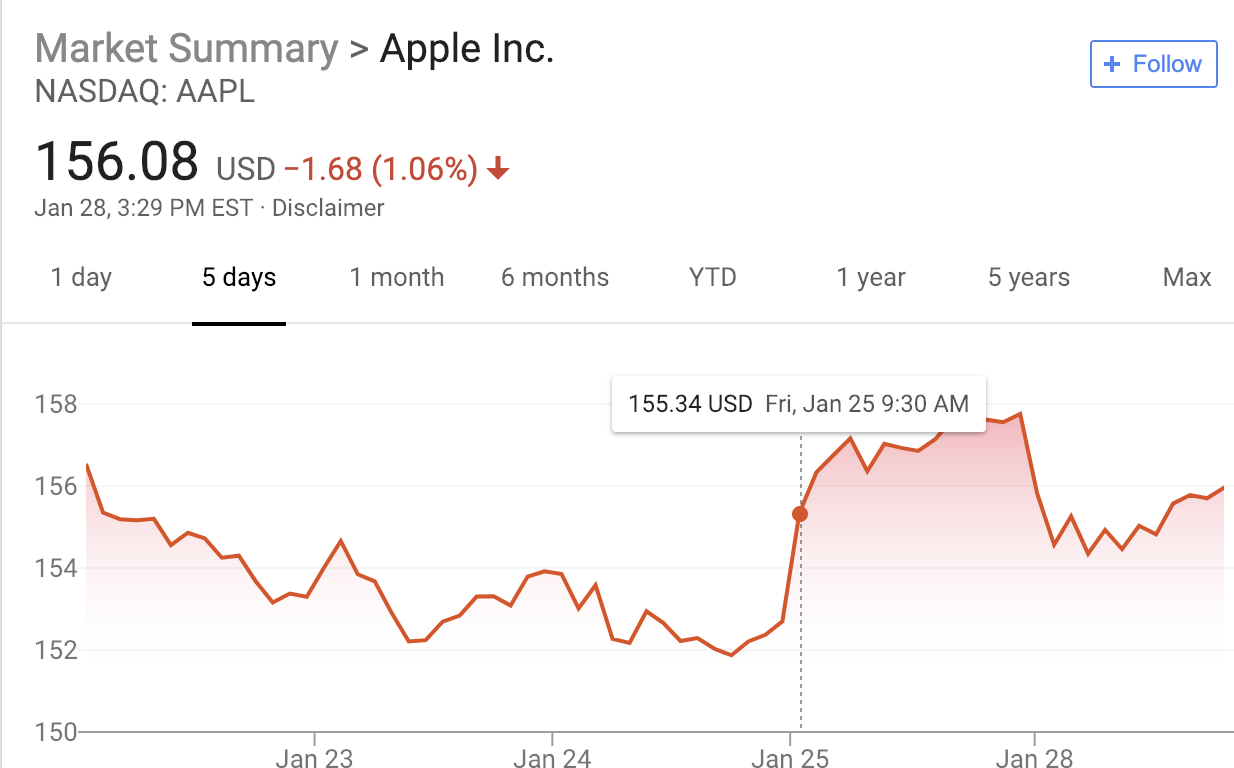 Market Summary > Apple Inc.
NASDAQ: AAPL
+ Follow
156.08 USD −1.68 (1.06%) ↓
Jan 28, 3:29 PM EST · Disclaimer
1 day 5 days 1 month 6 months YTD 1 year 5 years Max
155.34 USD Fri, Jan 25 9:30 AM
158
156
154
152
150
Jan 23 Jan 24 Jan 25 Jan 28